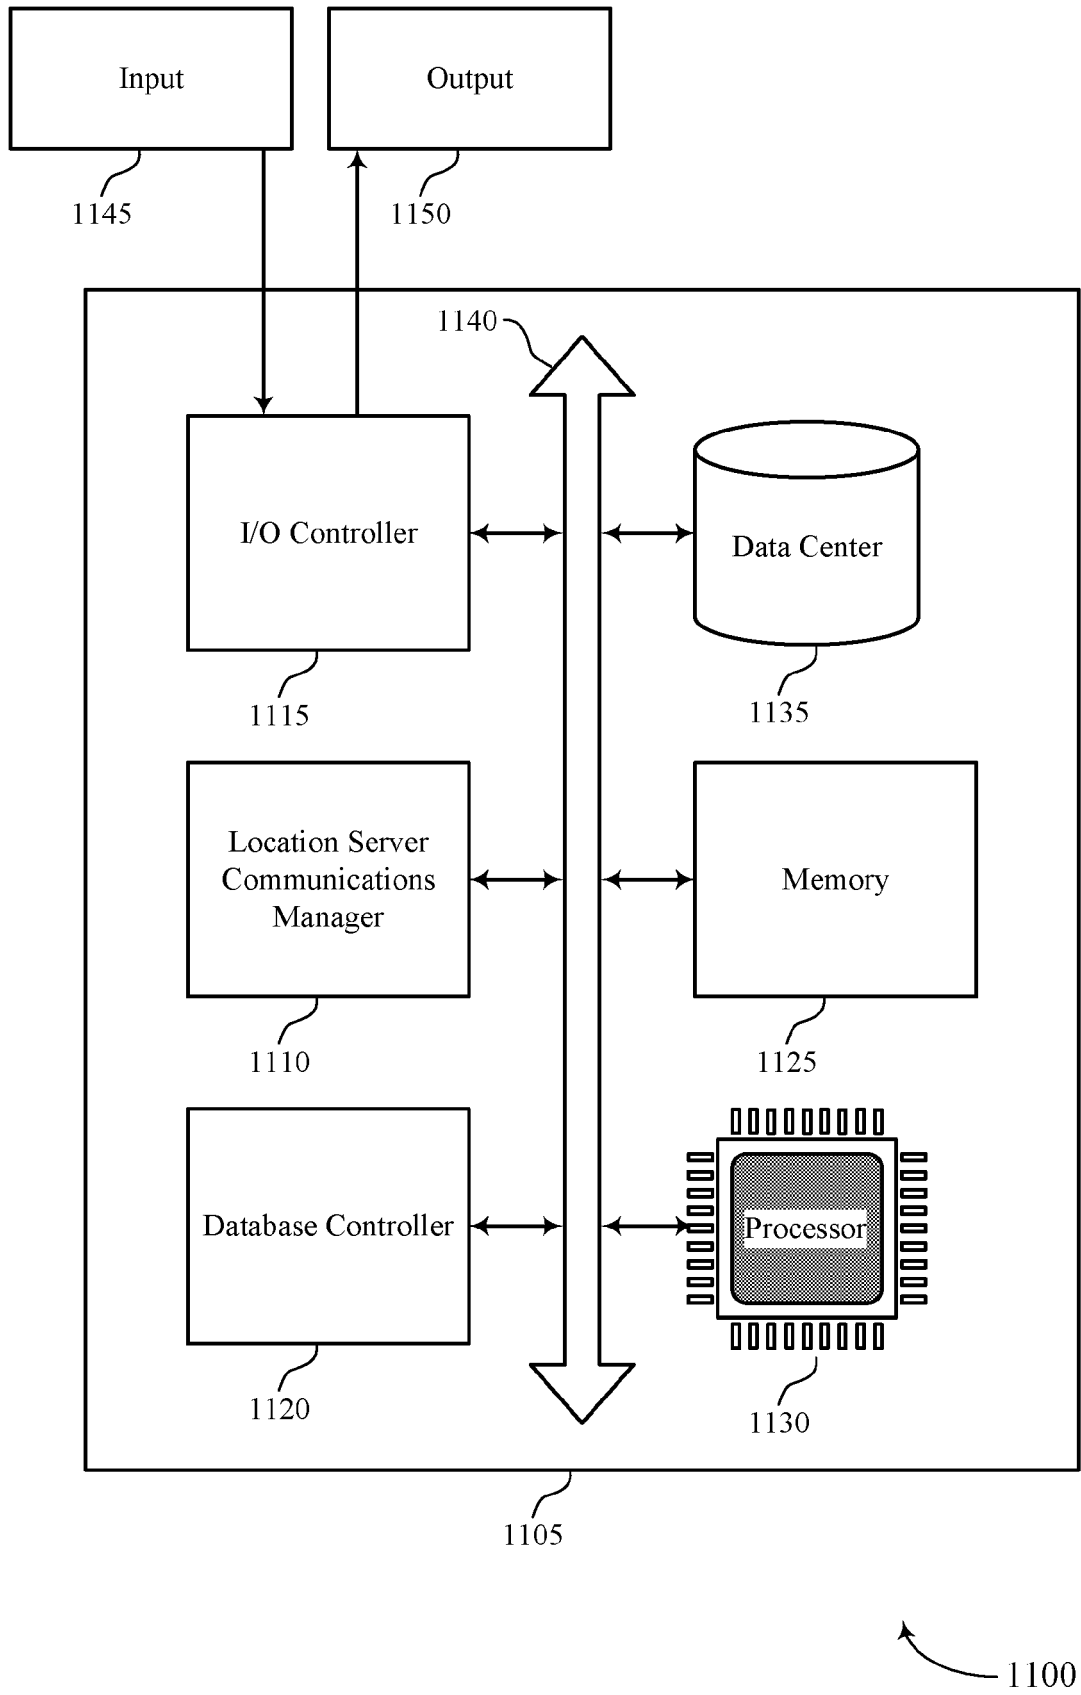 Input
Output
1145
1150
1140
I/O Controller
Data Center
1115
1135
Location Server
Communications
Manager
Memory
1110
1125
Database Controller
Processor
1120
1130
1105
1100